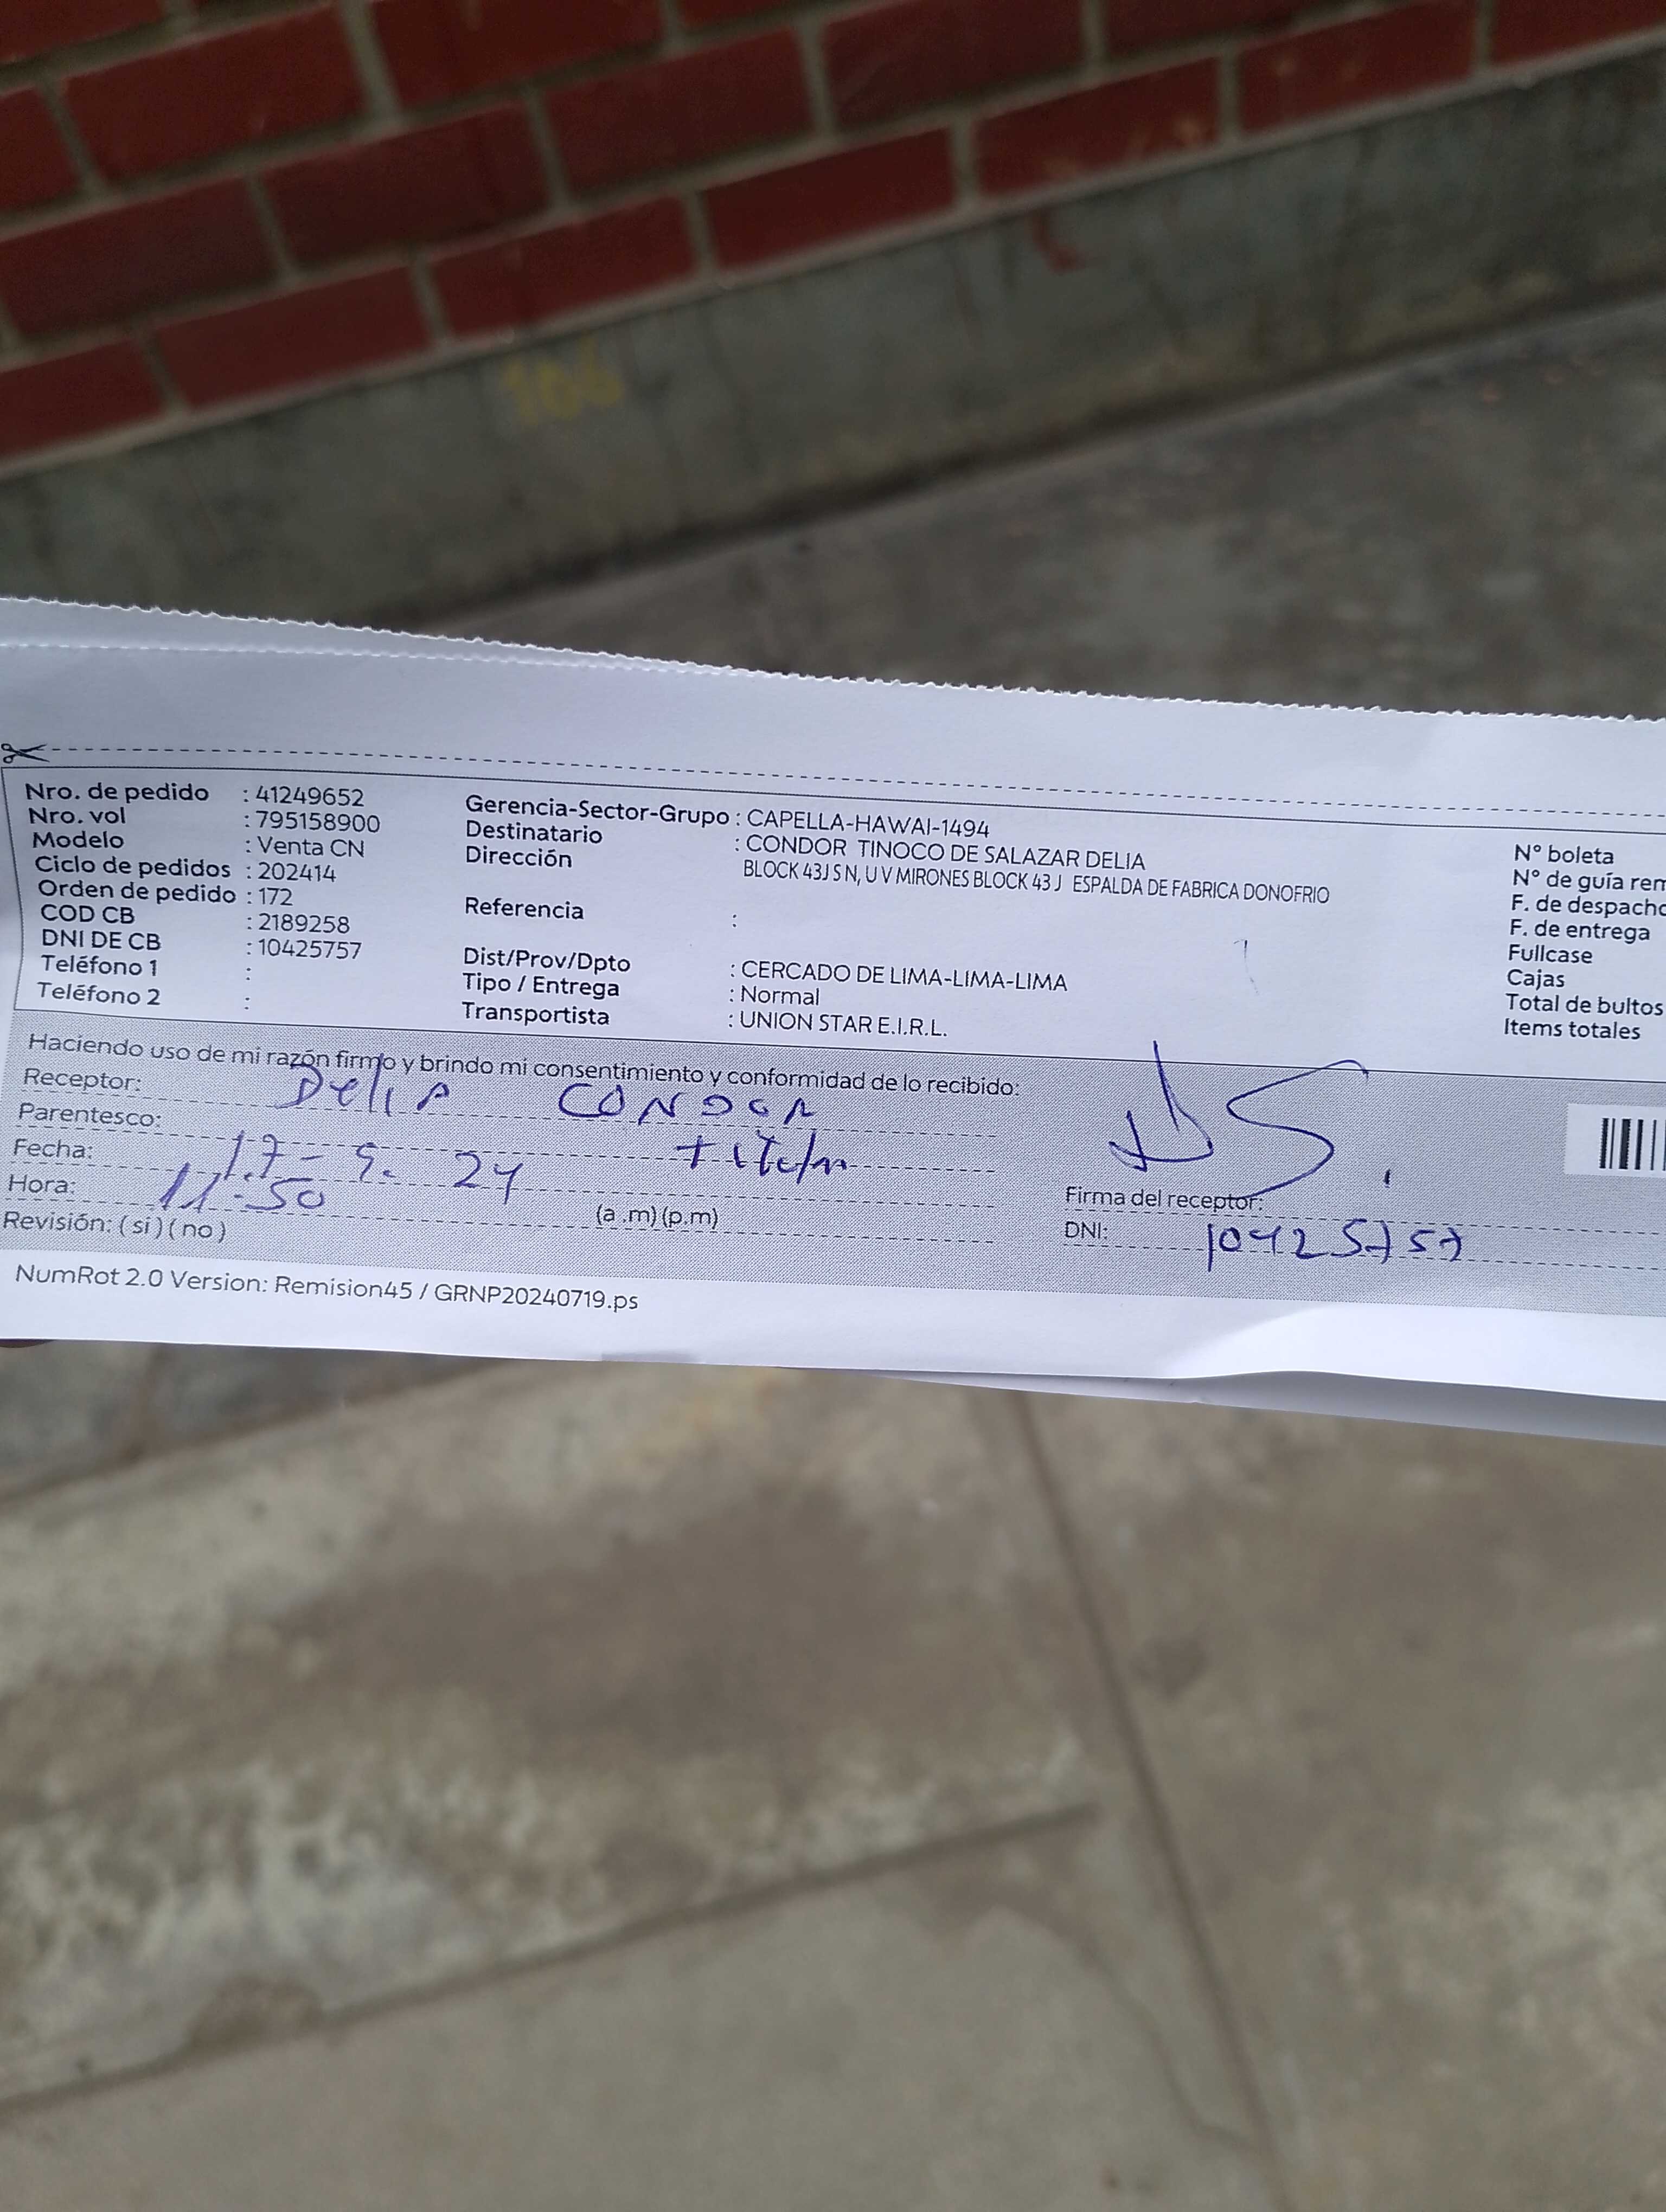 186
Nro. de pedido : 41249652
Nro. vol : 795158900
Modelo : Venta CN
Ciclo de pedidos : 202414
Orden de pedido : 172
COD CB : 2189258
DNI DE CB : 10425757
Teléfono 1 :
Teléfono 2 :
Gerencia-Sector-Grupo : CAPELLA-HAWAI-1494
Destinatario : CONDOR TINOCO DE SALAZAR DELIA
Dirección BLOCK 43J S N, U V MIRONES BLOCK 43 J ESPALDA DE FABRICA DONOFRIO
Referencia :
Dist/Prov/Dpto : CERCADO DE LIMA-LIMA-LIMA
Tipo / Entrega : Normal
Transportista : UNION STAR E.I.R.L.
N° boleta
N° de guía rem
F. de despacho
F. de entrega
Fullcase
Cajas
Total de bultos
Items totales
Haciendo uso de mi razón firmo y brindo mi consentimiento y conformidad de lo recibido:
Receptor: Delia CONDOR
Parentesco: titular
Fecha: 17-9-24
Hora: 11:50 (a .m) (p.m)
Revisión: ( si ) ( no )
DS.
Firma del receptor:
DNI: 10425757
NumRot 2.0 Version: Remision45 / GRNP20240719.ps